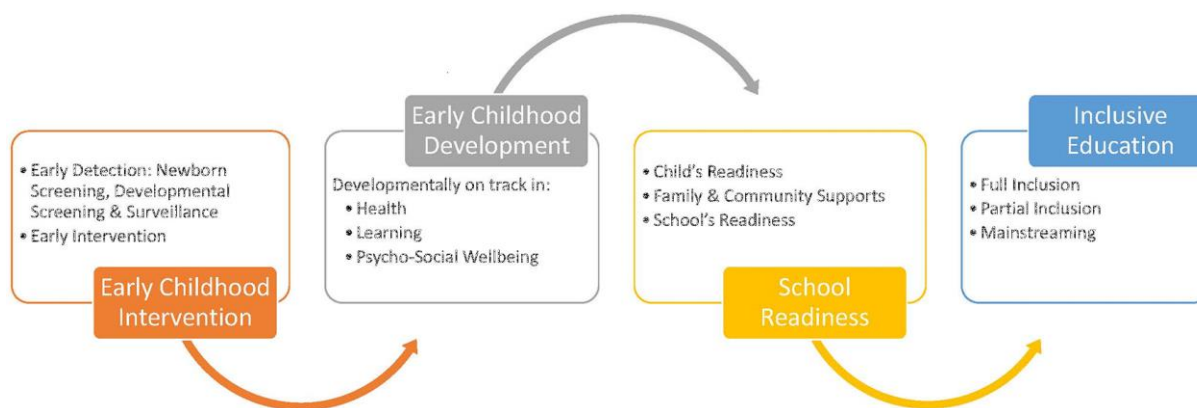 • Early Detection: Newborn
Screening, Developmental
Screening & Surveillance
• Early Intervention
Early Childhood
Intervention
Early Childhood
Development
Developmentally on track in:
• Health
• Learning
• Psycho-Social Wellbeing
• Child's Readiness
• Family & Community Supports
• School's Readiness
School
Readiness
Inclusive
Education
• Full Inclusion
• Partial Inclusion
• Mainstreaming